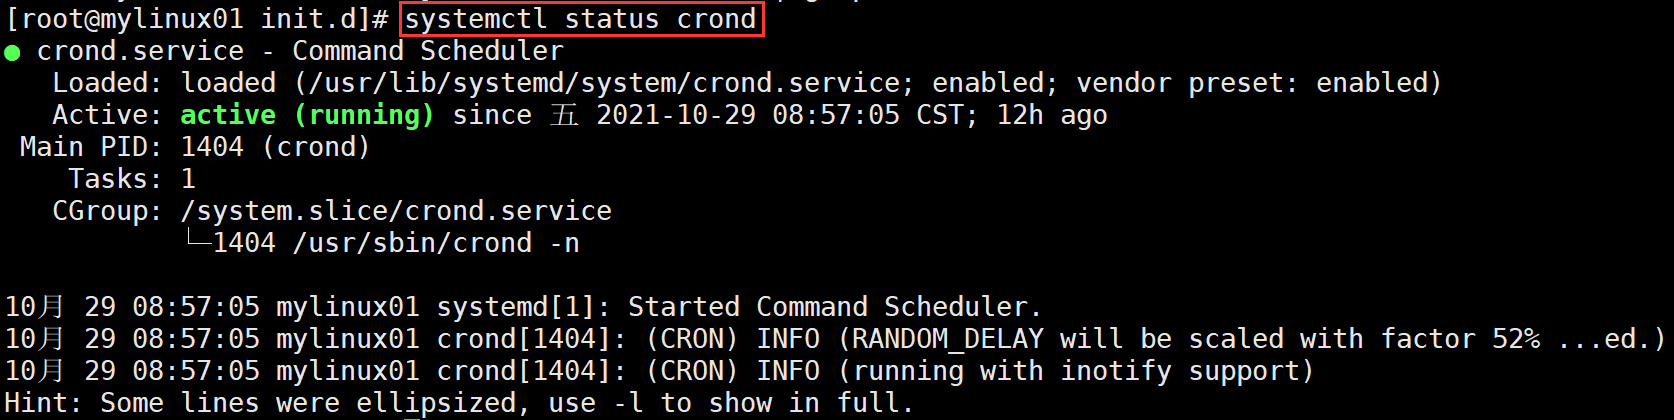 [root@mylinux01 init.d]# systemctl status crond
● crond.service - Command Scheduler
   Loaded: loaded (/usr/lib/systemd/system/crond.service; enabled; vendor preset: enabled)
   Active: active (running) since 五 2021-10-29 08:57:05 CST; 12h ago
 Main PID: 1404 (crond)
    Tasks: 1
   CGroup: /system.slice/crond.service
           └─1404 /usr/sbin/crond -n

10月 29 08:57:05 mylinux01 systemd[1]: Started Command Scheduler.
10月 29 08:57:05 mylinux01 crond[1404]: (CRON) INFO (RANDOM_DELAY will be scaled with factor 52% ...ed.)
10月 29 08:57:05 mylinux01 crond[1404]: (CRON) INFO (running with inotify support)
Hint: Some lines were ellipsized, use -l to show in full.